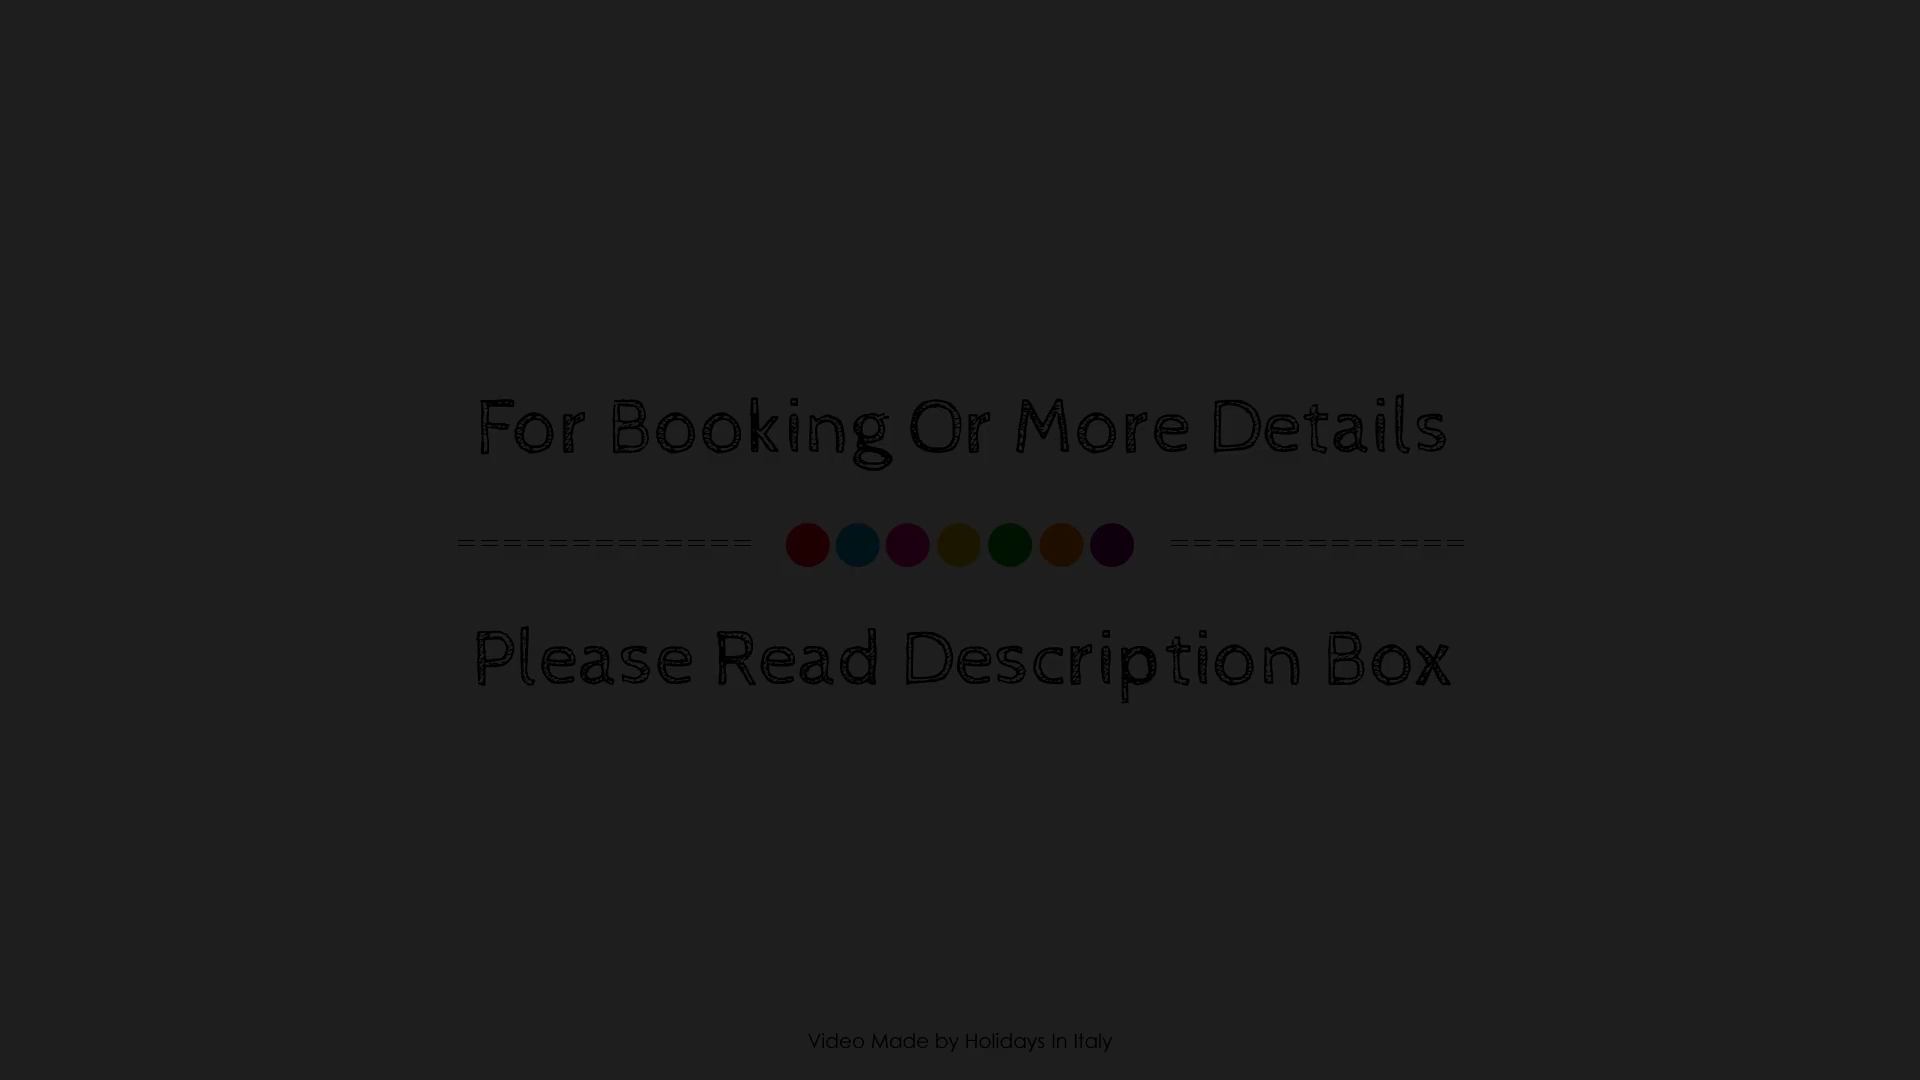 For Booking Or More Details
============= =============
Please Read Description Box
Video Made by Holidays In Italy